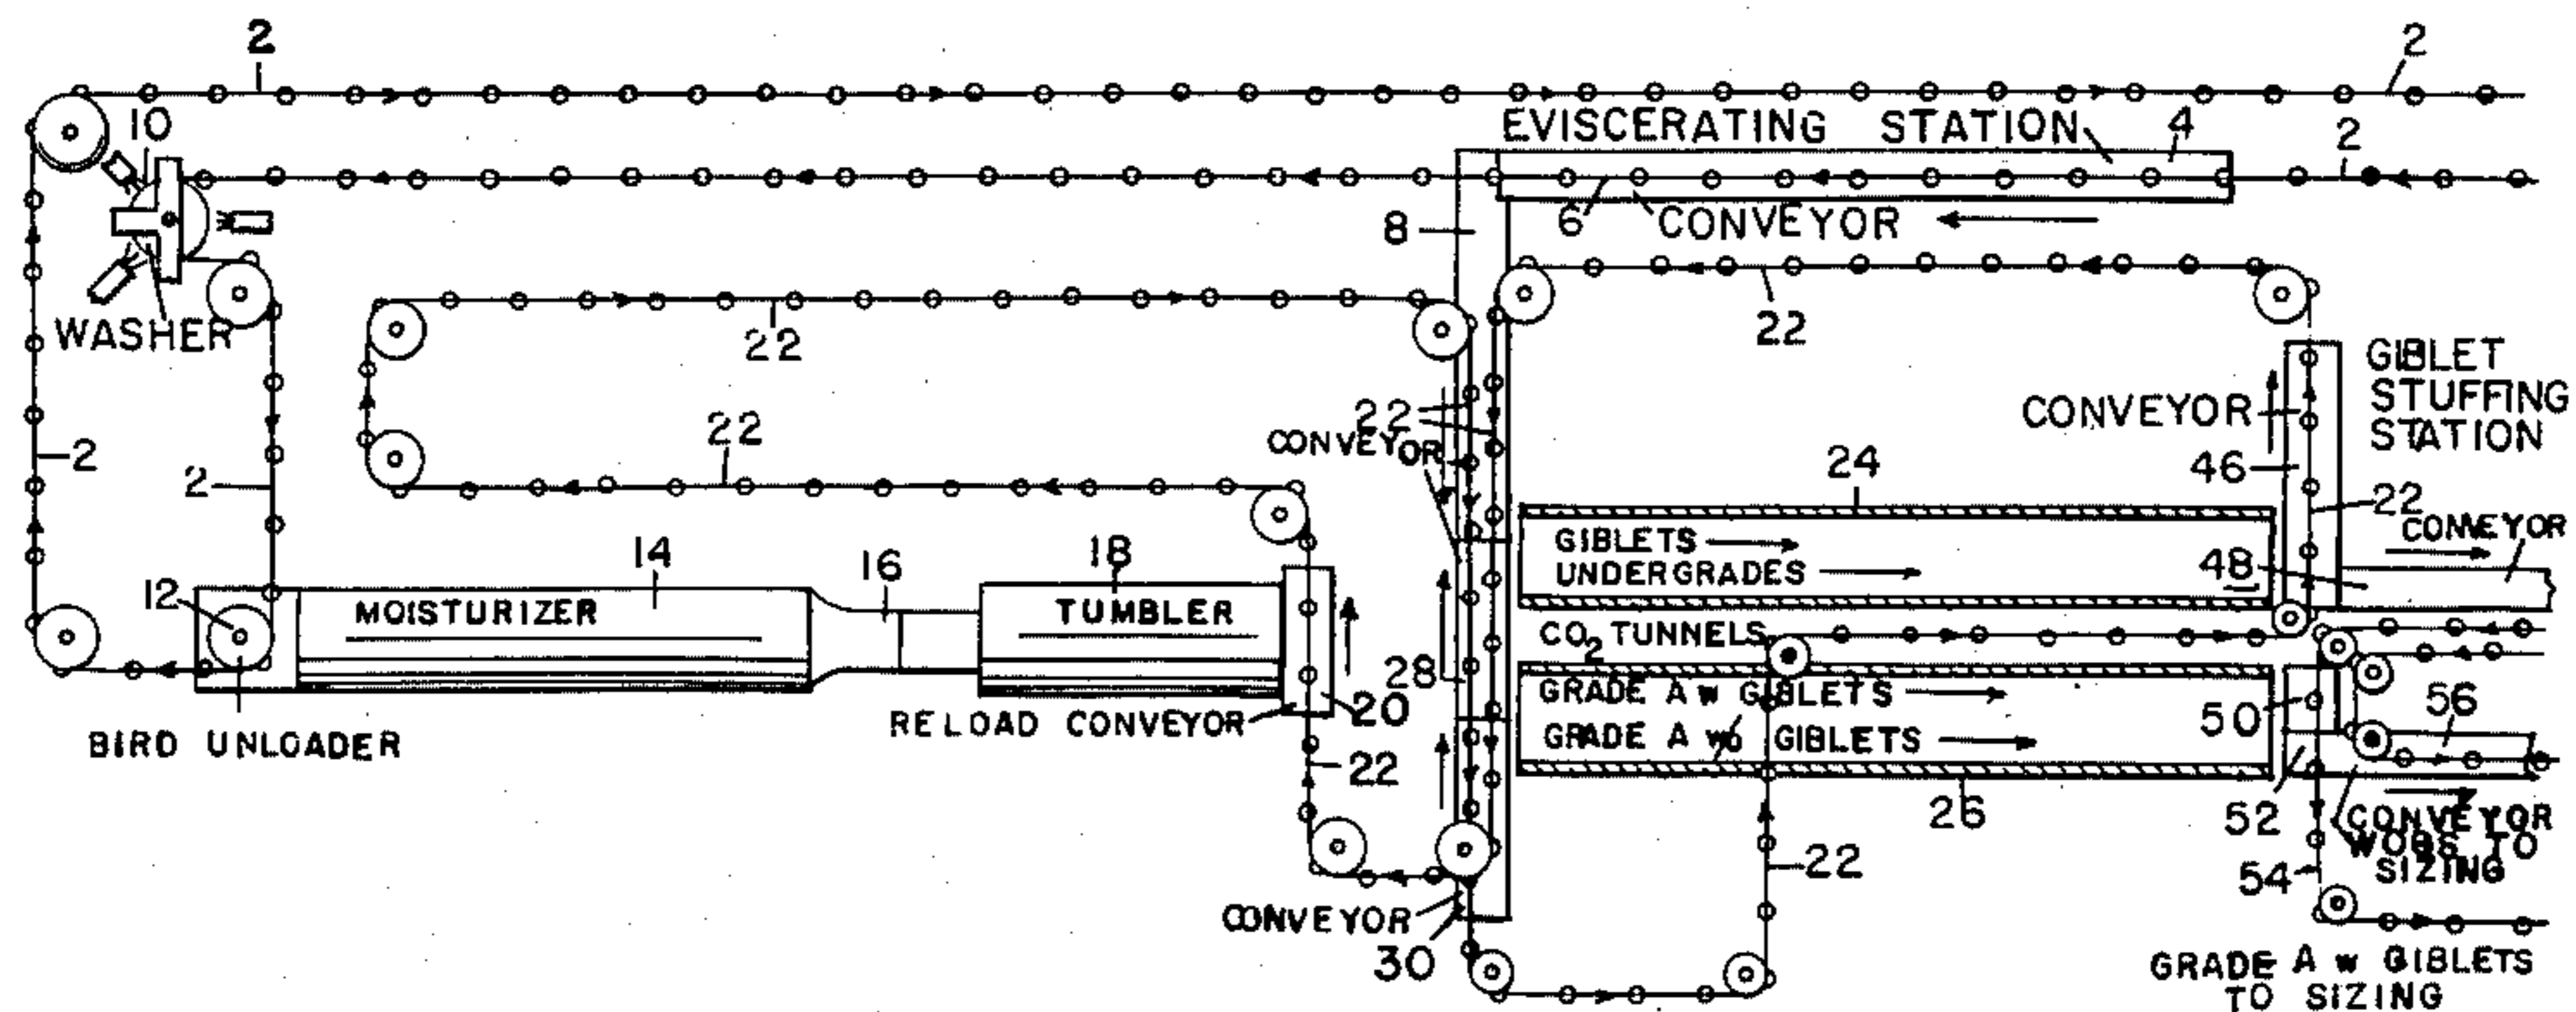 2
2
10
EVISCERATING STATION
4
2
6
CONVEYOR
8
WASHER
22
22
GIBLET
STUFFING
STATION
CONVEYOR
22
CONVEYOR
22
46
24
22
CONVEYOR
2
2
14
16
18
GIBLETS
UNDERGRADES
48
12
MOISTURIZER
TUMBLER
CO2 TUNNELS
28
GRADE A w GIBLETS
GRADE A wo GIBLETS
20
RELOAD CONVEYOR
50
56
BIRD UNLOADER
22
26
52
CONVEYOR
WOGS TO
SIZING
22
54
CONVEYOR
30
GRADE A w GIBLETS
TO SIZING